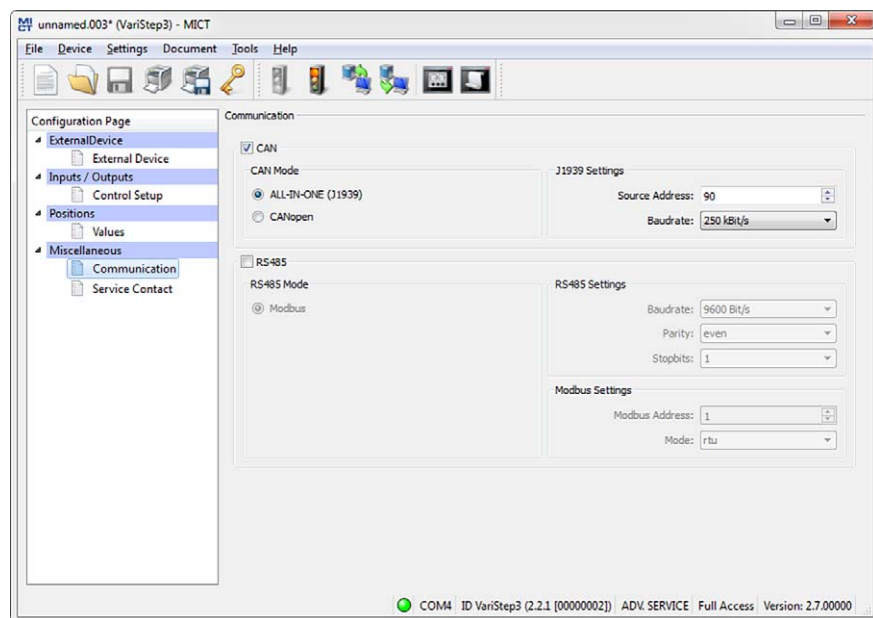 MICT unnamed.003* (VariStep3) - MICT
File Device Settings Document Tools Help
Configuration Page
ExternalDevice
External Device
Inputs / Outputs
Control Setup
Positions
Values
Miscellaneous
Communication
Service Contact
Communication
CAN
CAN Mode
ALL-IN-ONE (J1939)
CANopen
J1939 Settings
Source Address: 90
Baudrate: 250 kBit/s
RS485
RS485 Mode
Modbus
RS485 Settings
Baudrate: 9600 Bit/s
Parity: even
Stopbits: 1
Modbus Settings
Modbus Address: 1
Mode: rtu
COM4 ID VariStep3 (2.2.1 [00000002]) ADV. SERVICE Full Access Version: 2.7.00000